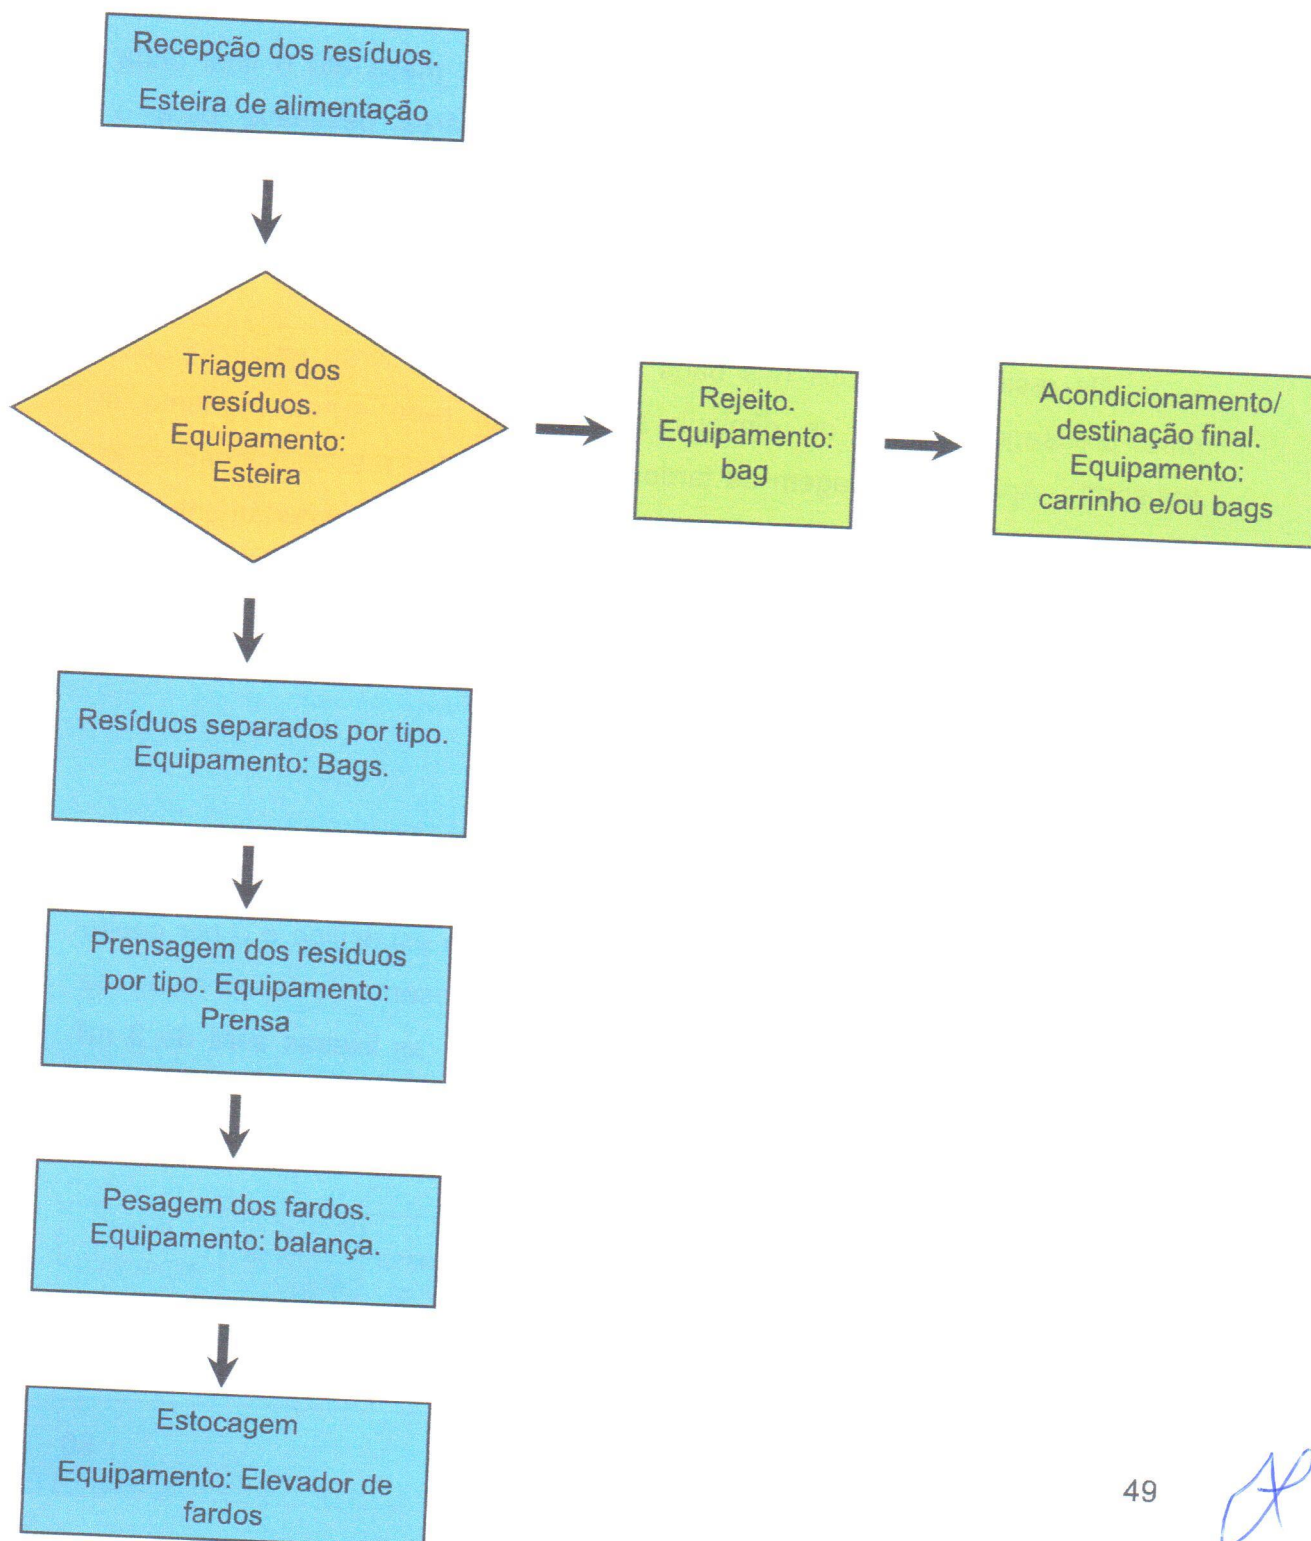 Recepção dos resíduos.
Esteira de alimentação
Triagem dos
resíduos.
Equipamento:
Esteira
Rejeito.
Equipamento:
bag
Acondicionamento/
destinação final.
Equipamento:
carrinho e/ou bags
Resíduos separados por tipo.
Equipamento: Bags.
Prensagem dos resíduos
por tipo. Equipamento:
Prensa
Pesagem dos fardos.
Equipamento: balança.
Estocagem
Equipamento: Elevador de
fardos
49